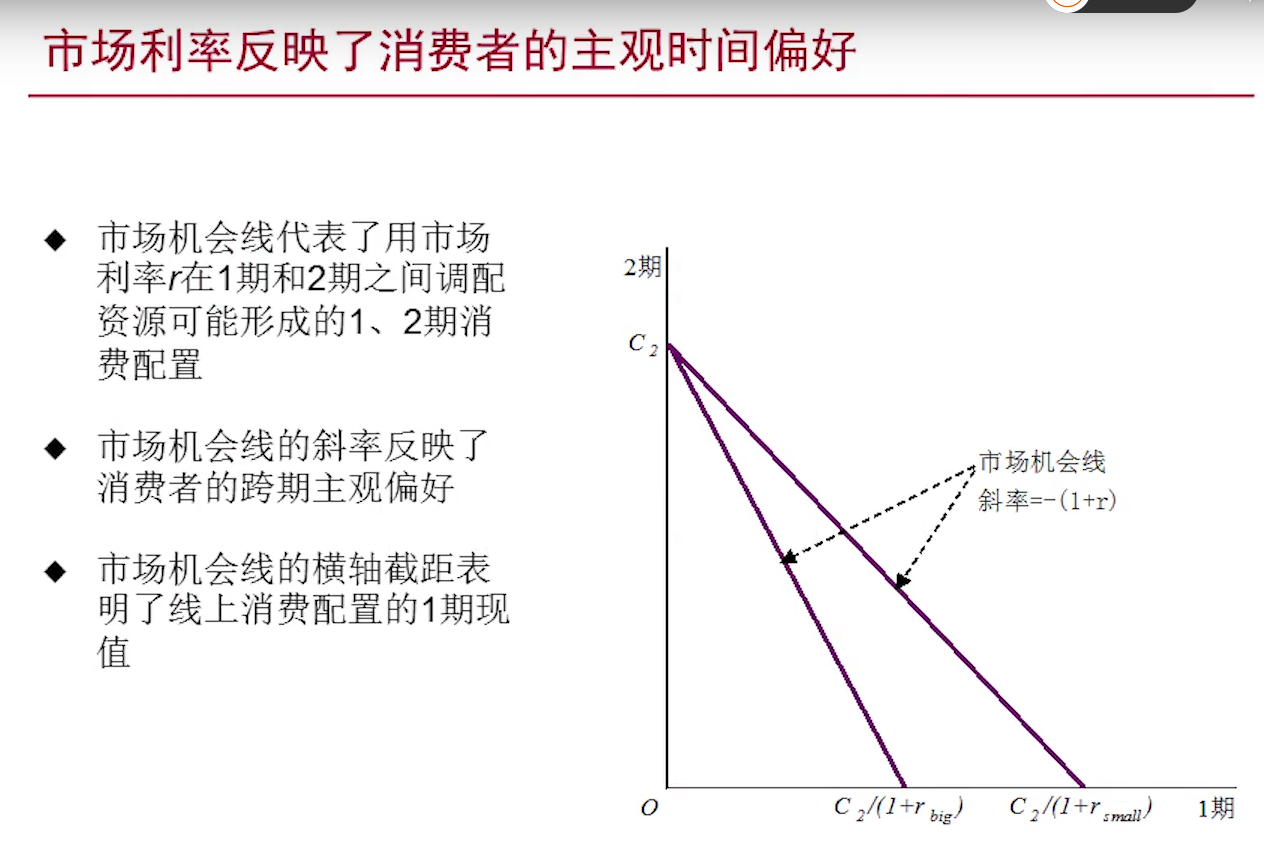 市场利率反映了消费者的主观时间偏好
◆ 市场机会线代表了用市场
利率r在1期和2期之间调配
资源可能形成的1、2期消
费配置
◆ 市场机会线的斜率反映了
消费者的跨期主观偏好
◆ 市场机会线的横轴截距表
明了线上消费配置的1期现
值
2期
C₂
市场机会线
斜率=-(1+r)
O
C₂/(1+r big)
C₂/(1+r small)
1期